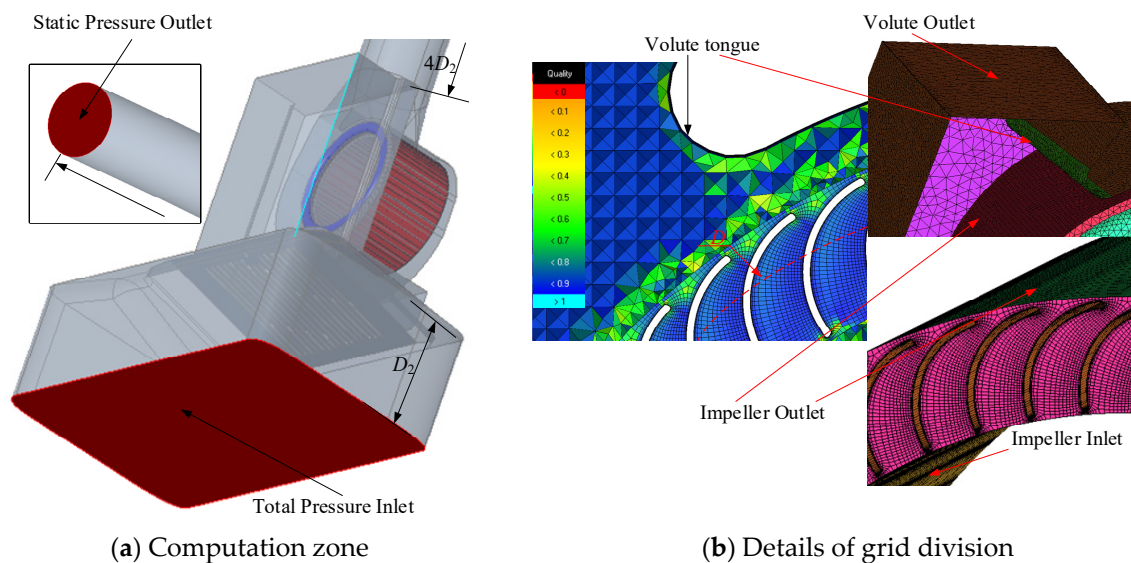 Static Pressure Outlet
4D2
D2
Total Pressure Inlet
(a) Computation zone
Volute tongue
Volute Outlet
Quality
< 0
< 0.1
< 0.2
< 0.3
< 0.4
< 0.5
< 0.6
< 0.7
< 0.8
< 0.9
> 1
Impeller Outlet
Impeller Inlet
(b) Details of grid division